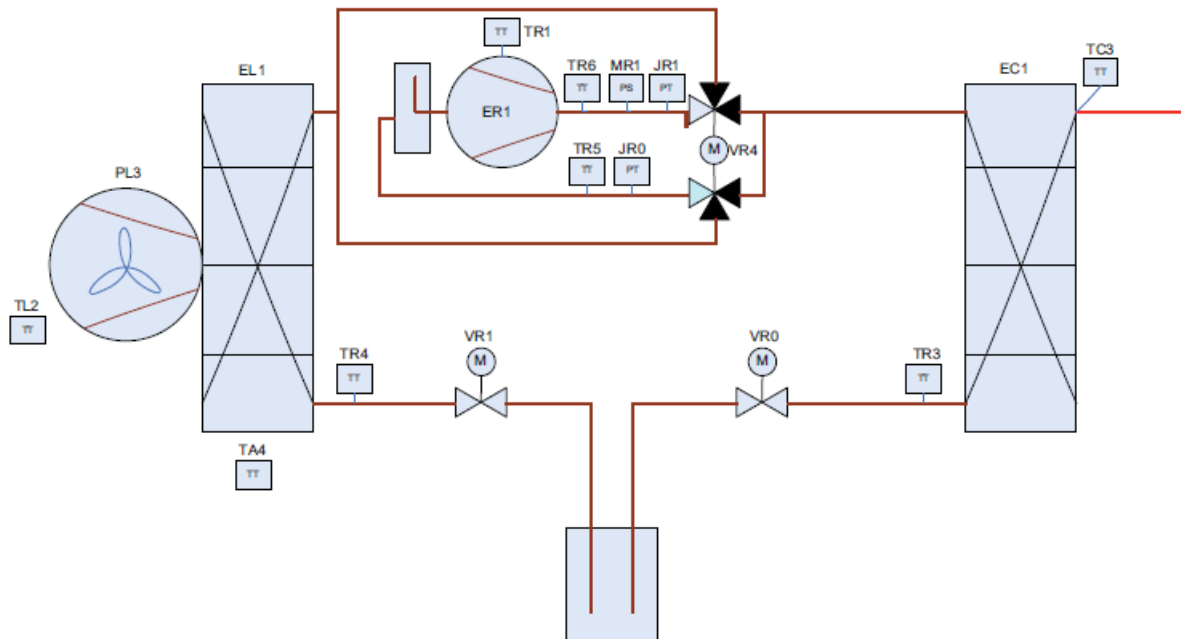 TT TR1
TC3
TT
EL1
TR6 MR1 JR1
TT PS PT
EC1
ER1
M VR4
TR5 JR0
TT PT
PL3
TL2
TT
VR1
M
VR0
M
TR4
TT
TR3
TT
TA4
TT